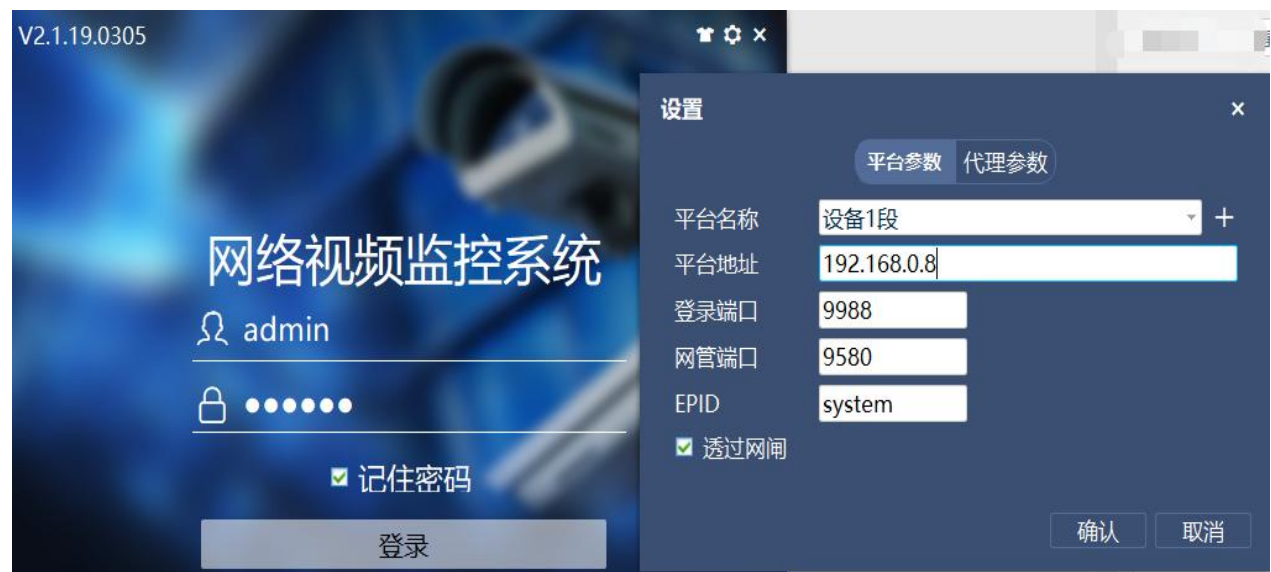 V2.1.19.0305
网络视频监控系统
admin
记住密码
登录
设置
平台参数 代理参数
平台名称 设备1段
平台地址 192.168.0.8
登录端口 9988
网管端口 9580
EPID system
透过网闸
确认 取消